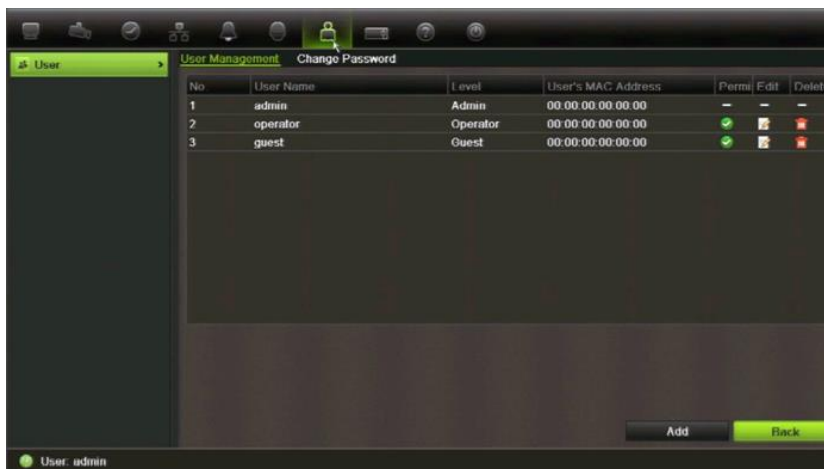 User
User Management Change Password
No User Name Level User's MAC Address Permi Edit Delet
1 admin Admin 00:00:00:00:00:00 – – –
2 operator Operator 00:00:00:00:00:00
3 guest Guest 00:00:00:00:00:00
Add Back
User: admin